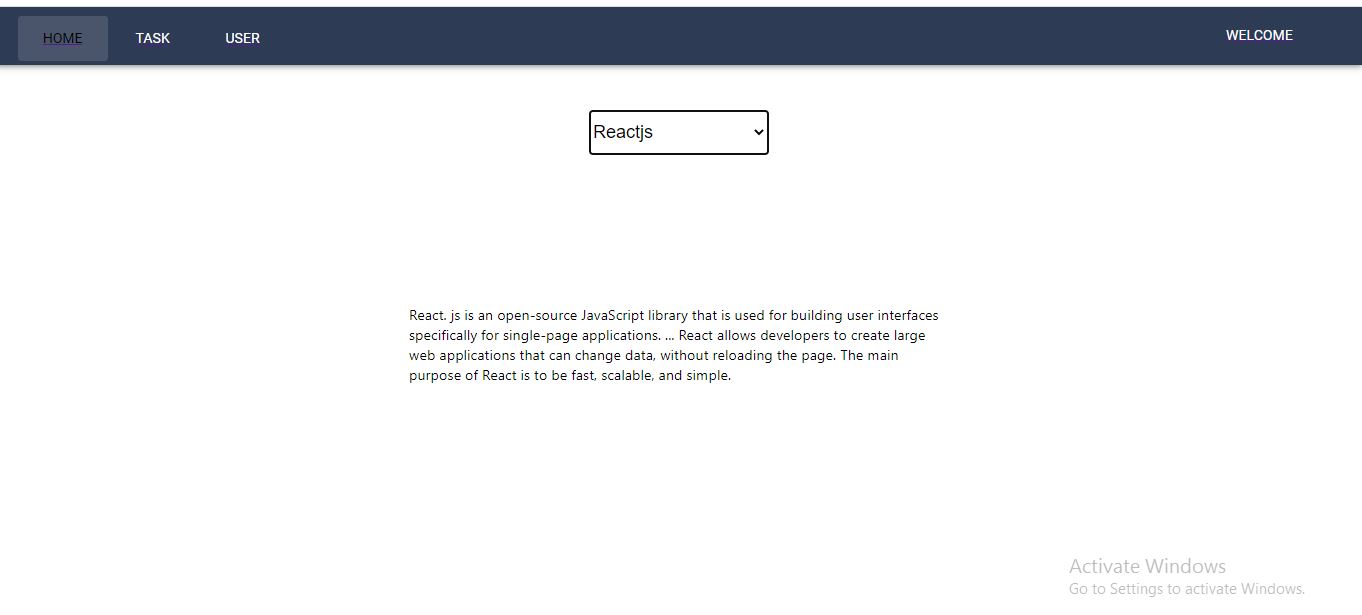 HOME TASK USER WELCOME
Reactjs
React. js is an open-source JavaScript library that is used for building user interfaces
specifically for single-page applications. ... React allows developers to create large
web applications that can change data, without reloading the page. The main
purpose of React is to be fast, scalable, and simple.
Activate Windows
Go to Settings to activate Windows.